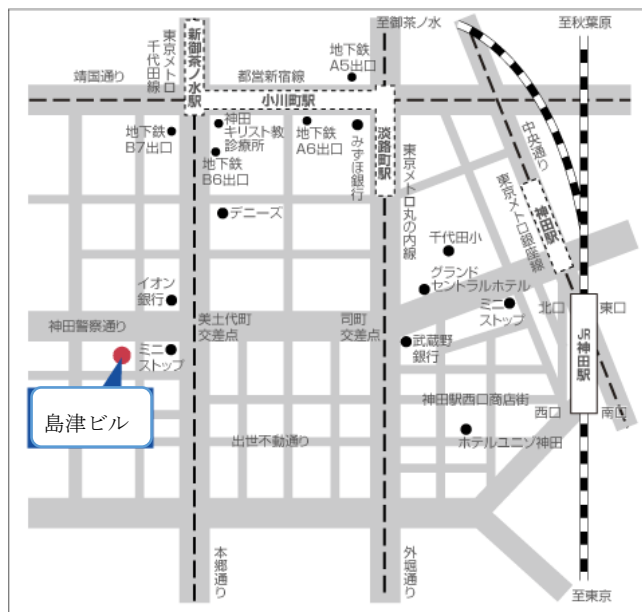 至御茶ノ水
至秋葉原
東京メトロ
千代田線
新御茶ノ水駅
地下鉄
A5出口
靖国通り
都営新宿線
小川町駅
地下鉄
B7出口
神田
キリスト教
診療所
地下鉄
A6出口
みずほ銀行
淡路町駅
中央通り
地下鉄
B6出口
東京メトロ丸の内線
東京メトロ銀座線
神田駅
デニーズ
千代田小
グランド
セントラルホテル
イオン
銀行
ミニ
ストップ
北口
東口
神田警察通り
美土代町
交差点
司町
交差点
武蔵野
銀行
JR神田駅
ミニ
ストップ
島津ビル
神田駅西口商店街
西口
南口
出世不動通り
ホテルユニゾ神田
本郷通り
外堀通り
至東京